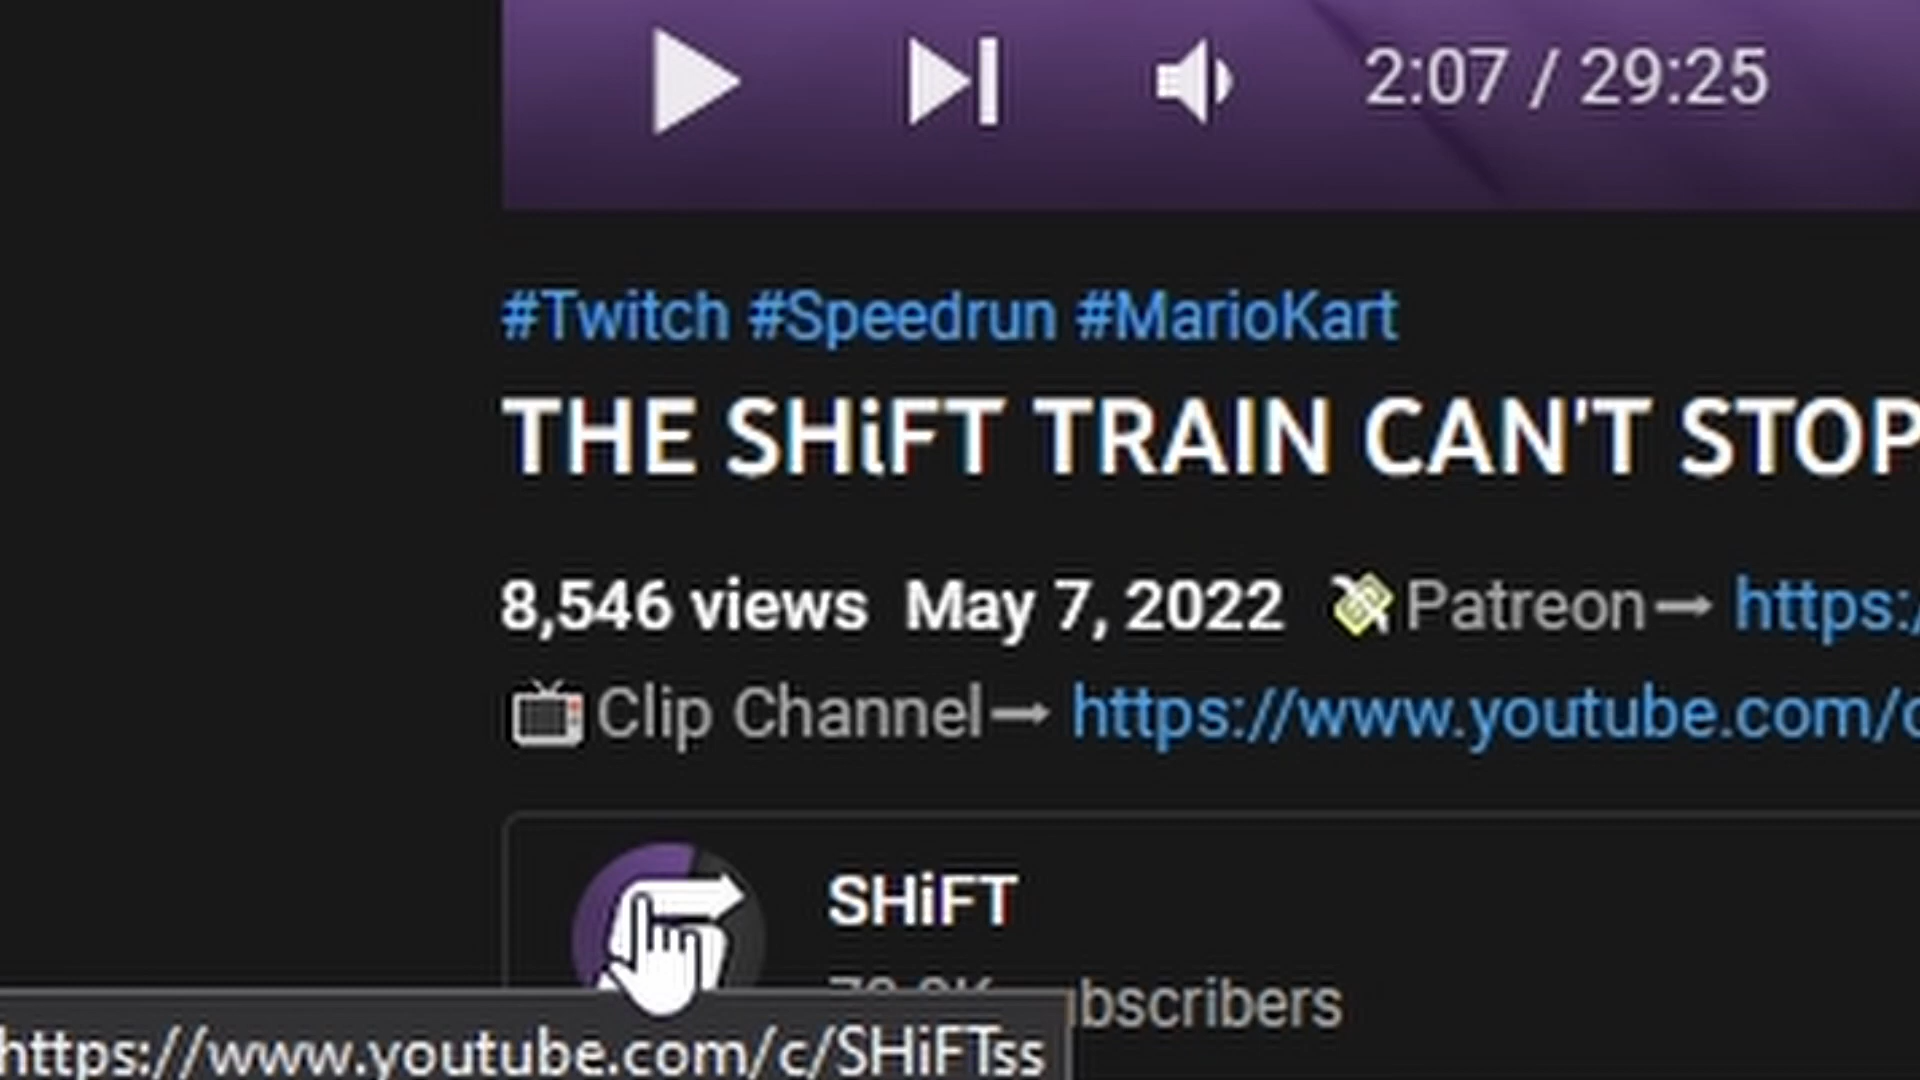 2:07 / 29:25
#Twitch #Speedrun #MarioKart
THE SHiFT TRAIN CAN'T STOP
8,546 views May 7, 2022 Patreon→ https:/
Clip Channel→ https://www.youtube.com/c
SHiFT
bscribers
https://www.youtube.com/c/SHiFTss